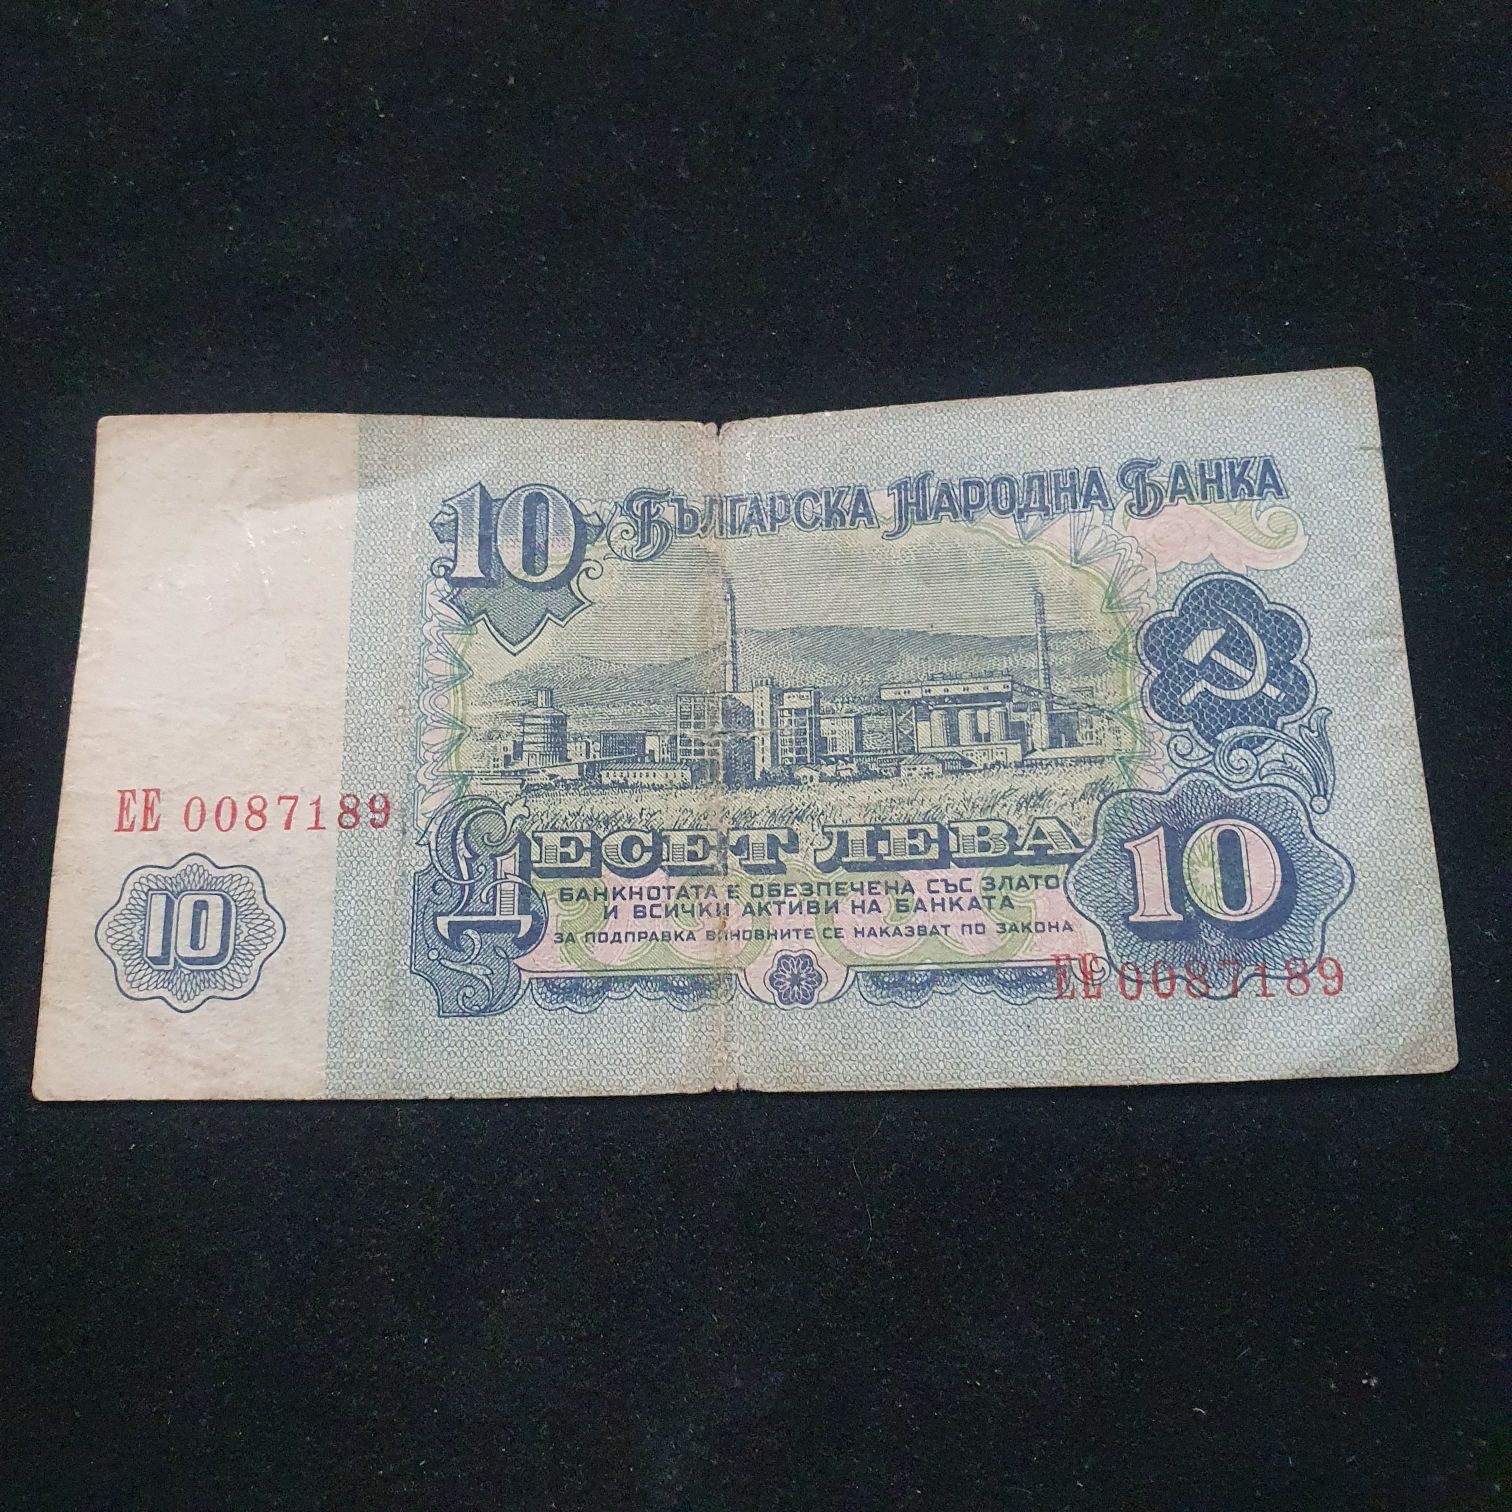 10 БЪЛГАРСКА НАРОДНА БАНКА
ЕЕ 0087189
10
ДЕСЕТ ЛЕВА
БАНКНОТАТА Е ОБЕЗПЕЧЕНА СЪС ЗЛАТО
И ВСИЧКИ АКТИВИ НА БАНКАТА
ЗА ПОДПРАВКА ВИНОВНИТЕ СЕ НАКАЗВАТ ПО ЗАКОНА
10
ЕЕ 0087189